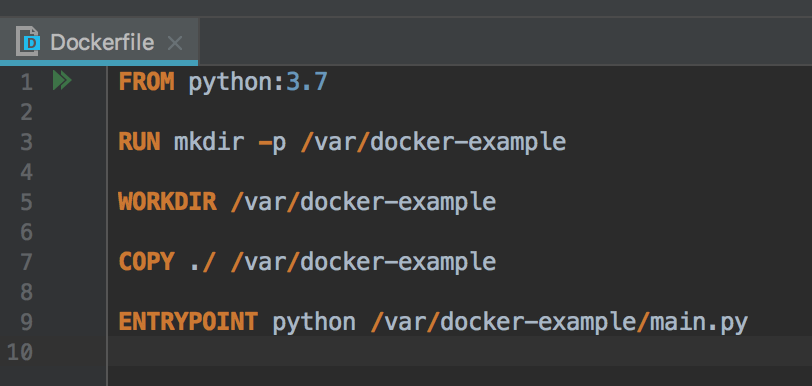 Dockerfile
1 FROM python:3.7
2
3 RUN mkdir -p /var/docker-example
4
5 WORKDIR /var/docker-example
6
7 COPY ./ /var/docker-example
8
9 ENTRYPOINT python /var/docker-example/main.py
10